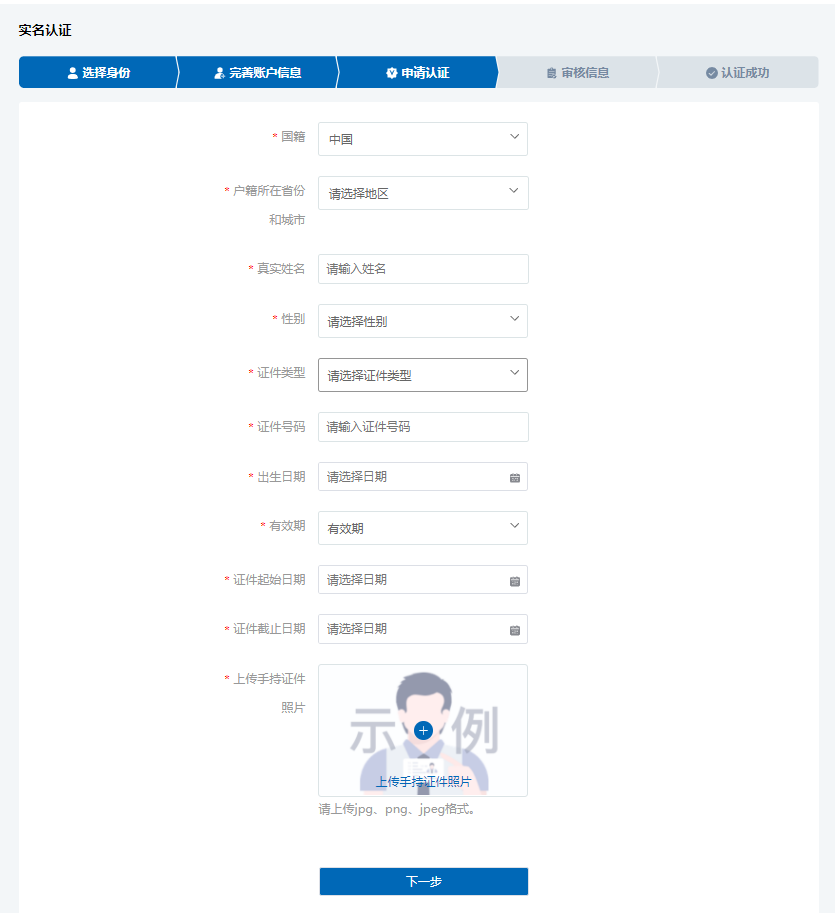 实名认证
选择身份 完善账户信息 申请认证 审核信息 认证成功
* 国籍 中国
* 户籍所在省份 请选择地区
和城市
* 真实姓名 请输入姓名
* 性别 请选择性别
* 证件类型 请选择证件类型
* 证件号码 请输入证件号码
* 出生日期 请选择日期
* 有效期 有效期
* 证件起始日期 请选择日期
* 证件截止日期 请选择日期
* 上传手持证件
照片
示例
上传手持证件照片
请上传jpg、png、jpeg格式。
下一步